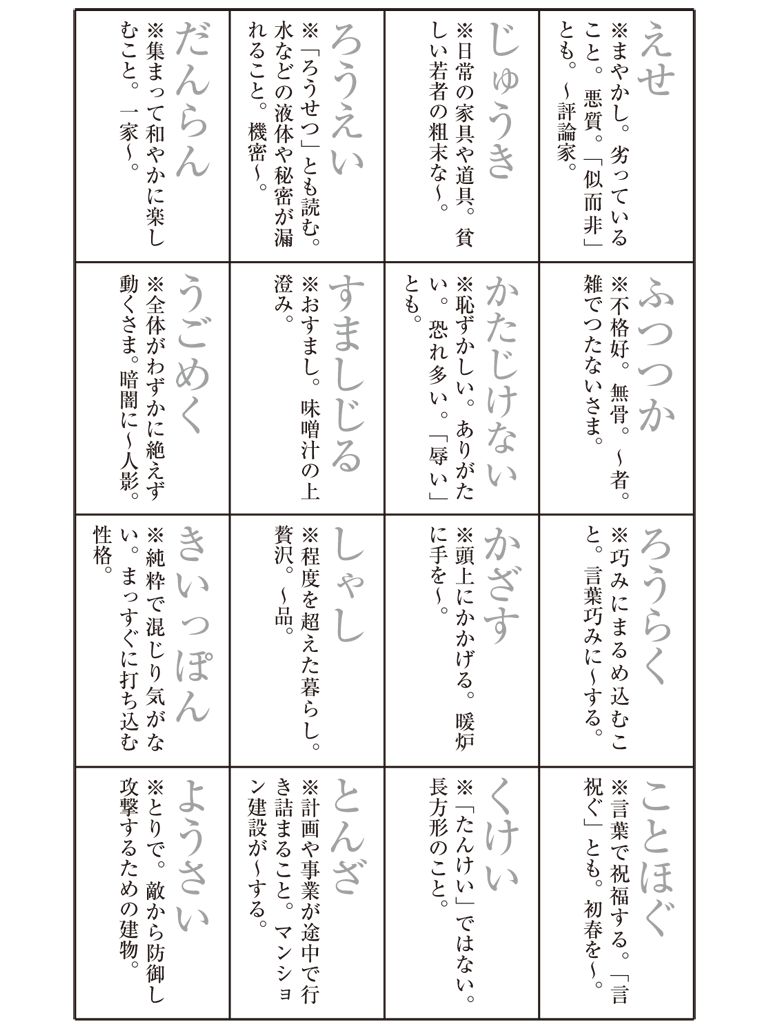 えせ
※まやかし。劣っている
こと。悪質。「似而非」
とも。～評論家。
じゅうき
※日常の家具や道具。貧
しい若者の粗末な～。
ろうえい
※「ろうせつ」とも読む。
水などの液体や秘密が漏
れること。機密～。
だんらん
※集まって和やかに楽し
むこと。一家～。
ふつつか
※不格好。無骨。～者。
雑でつたないさま。
かたじけない
※恥ずかしい。ありがた
い。恐れ多い。「辱い」
とも。
すましじる
※おすまし。味噌汁の上
澄み。
うごめく
※全体がわずかに絶えず
動くさま。暗闇に～人影。
ろうらく
※巧みにまるめ込むこ
と。言葉巧みに～する。
かざす
※頭上にかかげる。暖炉
に手を～。
しゃし
※程度を超えた暮らし。
贅沢。～品。
きいっぽん
※純粋で混じり気がな
い。まっすぐに打ち込む
性格。
ことほぐ
※言葉で祝福する。「言
祝ぐ」とも。初春を～。
くけい
※「たんけい」ではない。
長方形のこと。
とんざ
※計画や事業が途中で行
き詰まること。マンショ
ン建設が～する。
ようさい
※とりで。敵から防御し
攻撃するための建物。